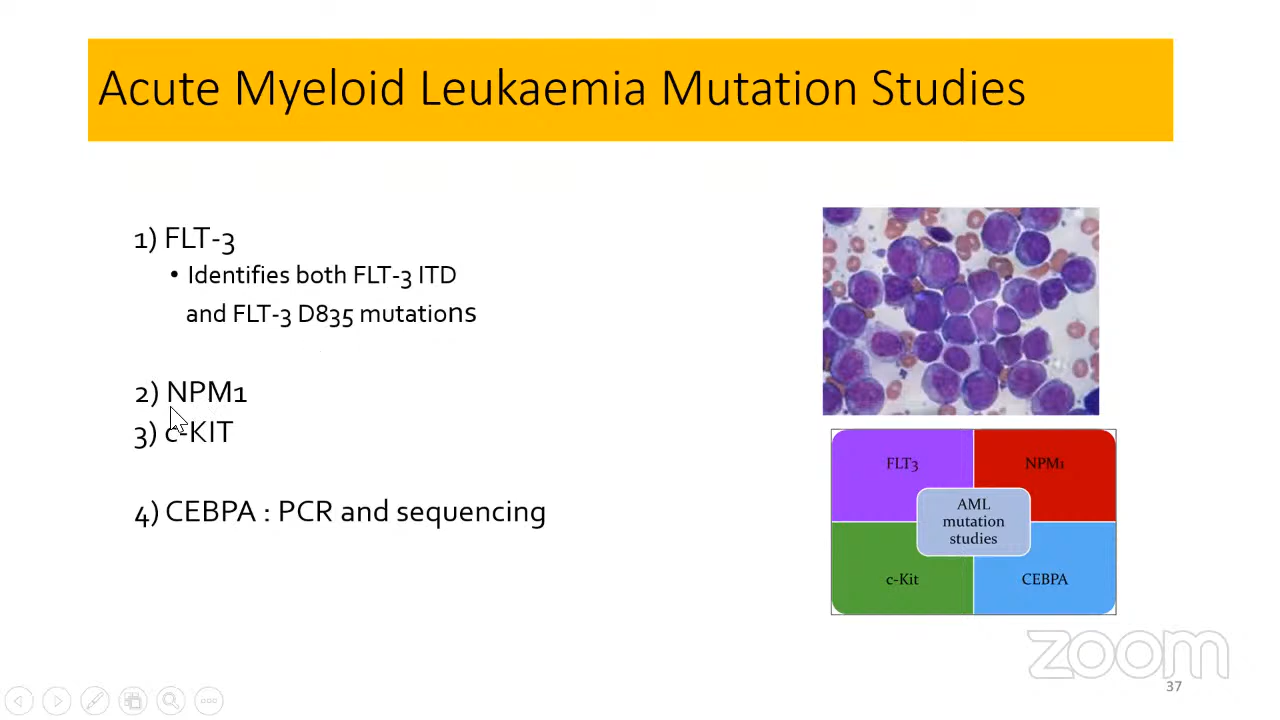 Acute Myeloid Leukaemia Mutation Studies
1) FLT-3
• Identifies both FLT-3 ITD
and FLT-3 D835 mutations
2) NPM1
3) c-KIT
4) CEBPA : PCR and sequencing
FLT3
NPM1
AML
mutation
studies
c-Kit
CEBPA
zoom
37